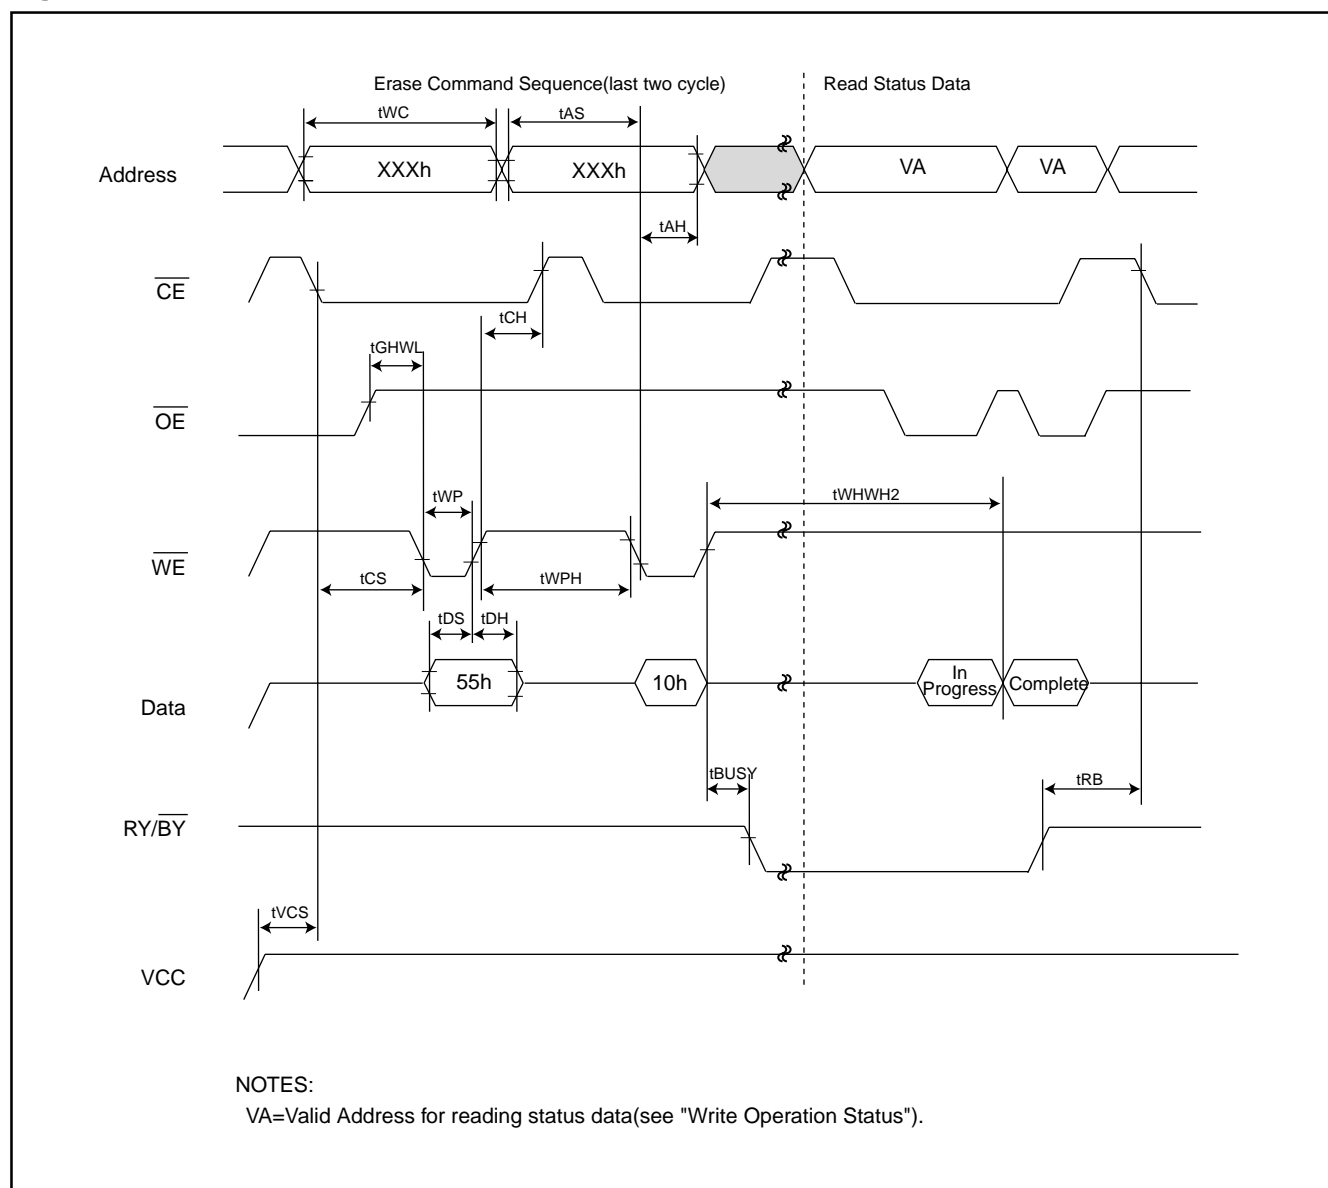 Erase Command Sequence(last two cycle) Read Status Data
tWC tAS
Address XXXh XXXh VA VA
tAH
CE
tCH
tGHWL
OE
tWP tWHWH2
WE
tCS tWPH
tDS tDH
Data 55h 10h In Progress Complete
tBUSY tRB
RY/BY
tVCS
VCC
NOTES:
VA=Valid Address for reading status data(see "Write Operation Status").